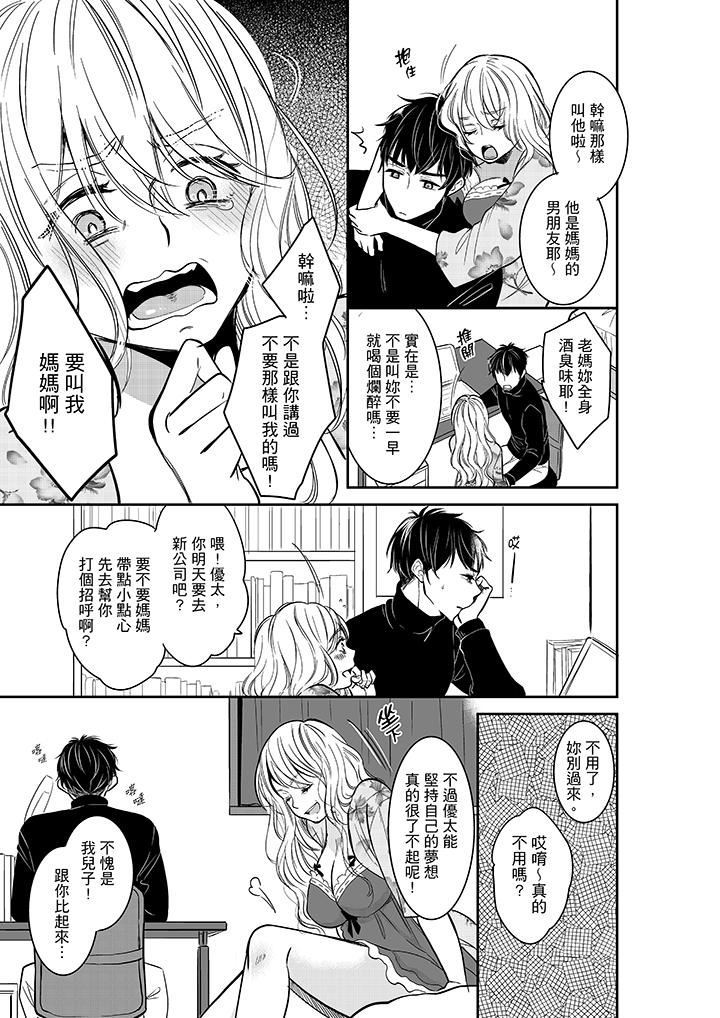 抱住
幹嘛那樣
叫他啦～
他是媽媽的
男朋友耶～
老媽妳全身
酒臭味耶！
推開
實在是…
不是叫妳不要一早
就喝個爛醉嗎…
幹嘛啦…
不是跟你講過
不要那樣叫我的嗎！
要叫我
媽媽啊!!
哎
喂！優太，
你明天要去
新公司吧？
要不要媽媽
帶點小點心
先去幫你
打個招呼啊？
不用了，
妳別過來。
哎唷～真的
不用嗎？
坐下
不過優太能
堅持自己的夢想
真的很了不起呢！
嗒噠
嗒噠
不愧是
我兒子！
跟你比起來…